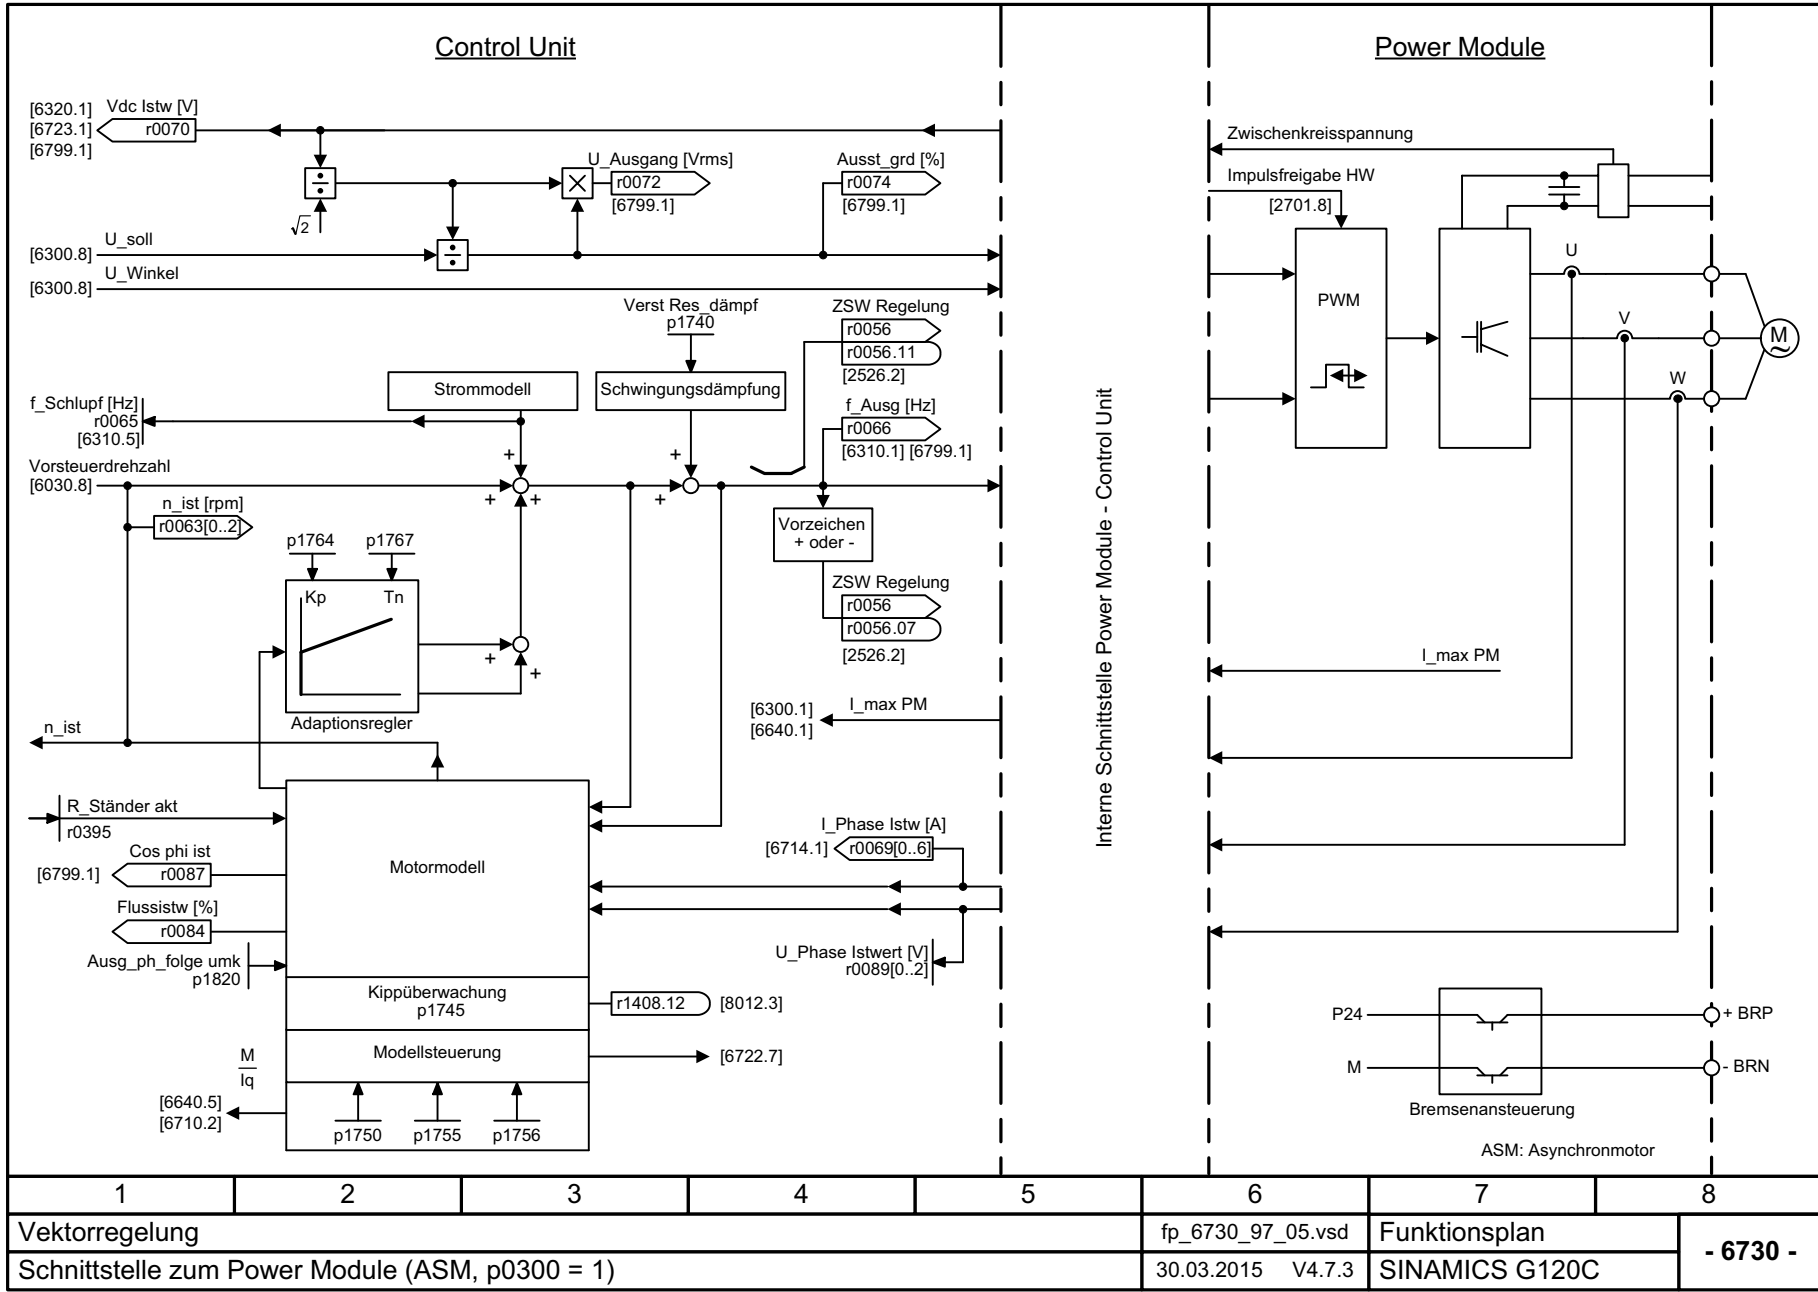 Control Unit
Power Module
[6320.1]
[6723.1]
[6799.1]
Vdc Istw [V]
r0070
÷
√2
U_Ausgang [Vrms]
r0072
[6799.1]
Ausst_grd [%]
r0074
[6799.1]
U_soll
[6300.8]
÷
U_Winkel
[6300.8]
Verst Res_dämpf
p1740
Strommodell
Schwingungsdämpfung
ZSW Regelung
r0056
r0056.11
[2526.2]
f_Ausg [Hz]
r0066
[6310.1] [6799.1]
f_Schlupf [Hz]
r0065
[6310.5]
Vorsteuerdrehzahl
[6030.8]
+
+
+
+
+
n_ist [rpm]
r0063[0..2]
p1764
p1767
Kp
Tn
Adaptionsregler
+
+
Vorzeichen
+ oder -
ZSW Regelung
r0056
r0056.07
[2526.2]
[6300.1]
[6640.1]
I_max PM
n_ist
R_Ständer akt
r0395
Cos phi ist
[6799.1]
r0087
Flussistw [%]
r0084
Ausg_ph_folge umk
p1820
Motormodell
I_Phase Istw [A]
[6714.1]
r0069[0..6]
U_Phase Istwert [V]
r0089[0..2]
Kippüberwachung
p1745
r1408.12
[8012.3]
Modellsteuerung
[6722.7]
M
Iq
[6640.5]
[6710.2]
p1750
p1755
p1756
Interne Schnittstelle Power Module - Control Unit
Zwischenkreisspannung
Impulsfreigabe HW
[2701.8]
PWM
U
V
W
M
~
I_max PM
P24
M
+ BRP
- BRN
Bremsenansteuerung
ASM: Asynchronmotor
1
2
3
4
5
6
7
8
Vektorregelung
fp_6730_97_05.vsd
Funktionsplan
- 6730 -
Schnittstelle zum Power Module (ASM, p0300 = 1)
30.03.2015 V4.7.3
SINAMICS G120C